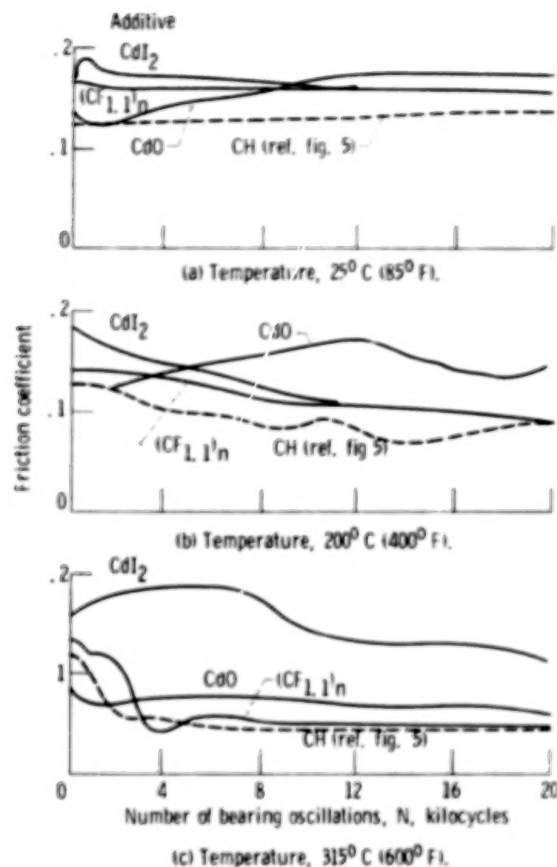 Additive
.2
CdI2
(CF1.1)n
.1
CdO
CH (ref. fig. 5)
0
(a) Temperature, 25° C (85° F).
.2
CdI2
CdO
.1
(CF1.1)n
CH (ref. fig 5)
0
(b) Temperature, 200° C (400° F).
Friction coefficient
.2
CdI2
.1
CdO
(CF1.1)n
CH (ref. fig. 5)
0 4 8 12 16 20
Number of bearing oscillations, N, kilocycles
(c) Temperature, 315° C (600° F).